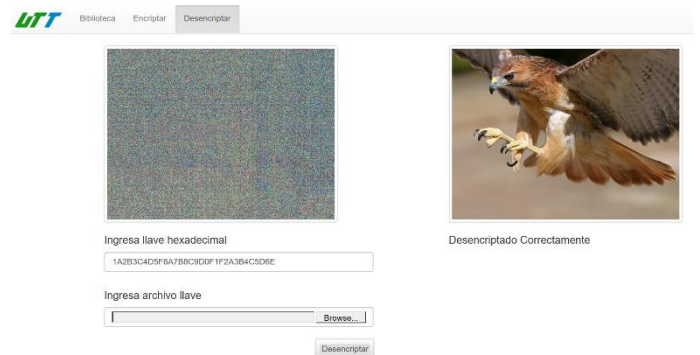 UTT Biblioteca Encriptar Desencriptar
Ingresa llave hexadecimal
Desencriptado Correctamente
1A2B3C4D5F6A7B8C9D0F1F2A3B4C5D6E
Ingresa archivo llave
Browse...
Desencriptar